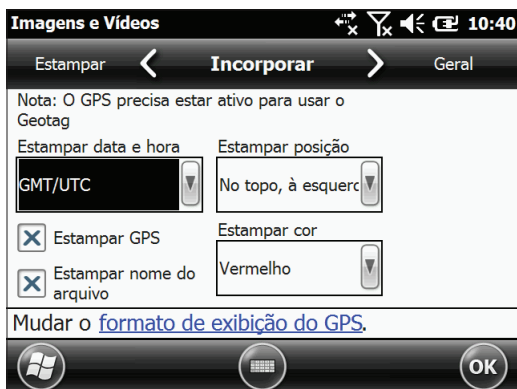 Imagens e Vídeos 10:40
Estampar Incorporar Geral
Nota: O GPS precisa estar ativo para usar o
Geotag
Estampar data e hora Estampar posição
GMT/UTC No topo, à esquerc
Estampar GPS Estampar cor
Estampar nome do Vermelho
arquivo
Mudar o formato de exibição do GPS.
OK